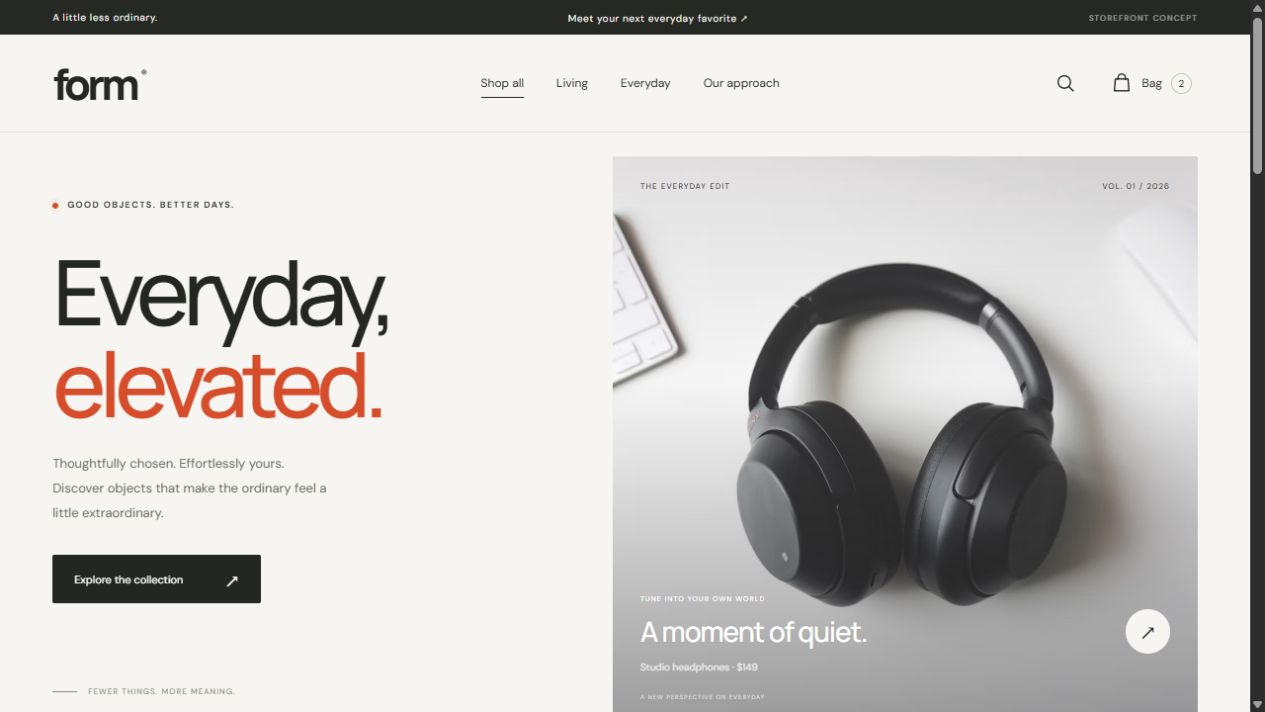 A little less ordinary.
Meet your next everyday favorite ↗
STOREFRONT CONCEPT
form
Shop all
Living
Everyday
Our approach
Bag
2
GOOD OBJECTS. BETTER DAYS.
Everyday,
elevated.
Thoughtfully chosen. Effortlessly yours.
Discover objects that make the ordinary feel a
little extraordinary.
Explore the collection ↗
FEWER THINGS. MORE MEANING.
THE EVERYDAY EDIT
VOL. 01 / 2026
TUNE INTO YOUR OWN WORLD
A moment of quiet.
Studio headphones · $149
A NEW PERSPECTIVE ON EVERYDAY